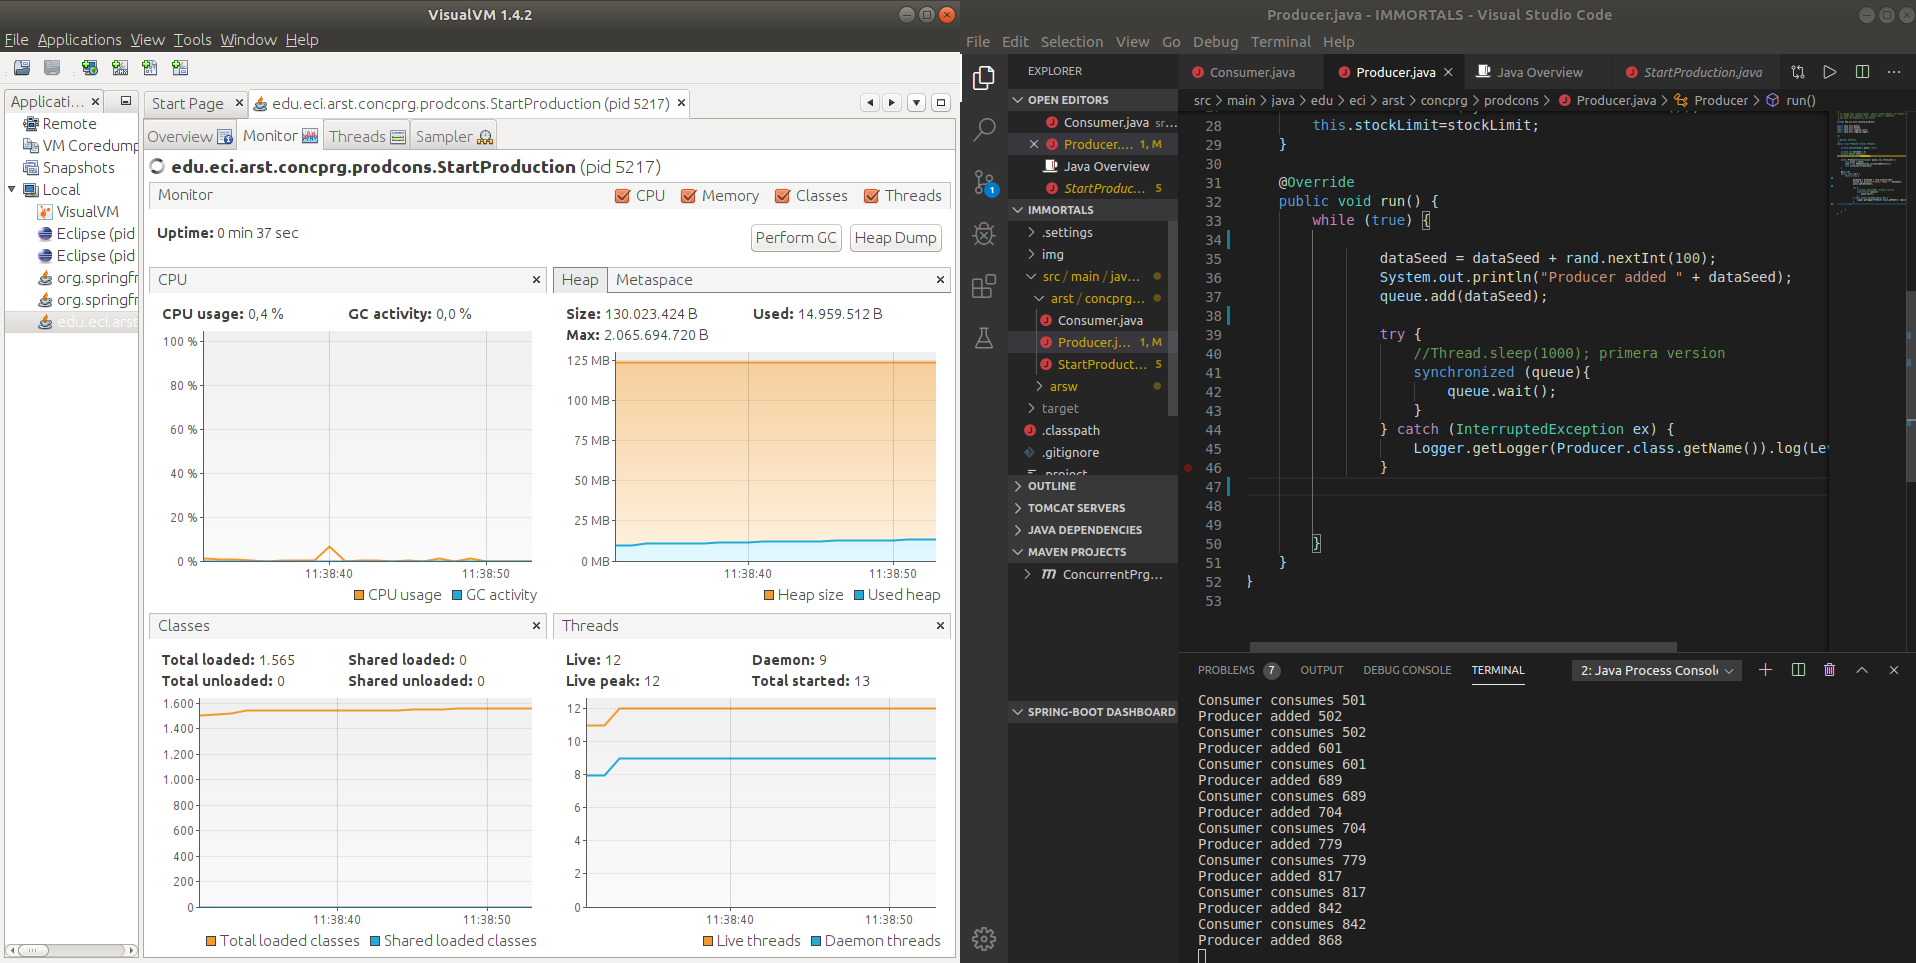 VisualVM 1.4.2
File Applications View Tools Window Help
Applicati...
Remote
VM Coredump
Snapshots
Local
VisualVM
Eclipse (pid
Eclipse (pid
org.springfr
org.springfr
edu.eci.arst
Start Page
edu.eci.arst.concprg.prodcons.StartProduction (pid 5217)
Overview Monitor Threads Sampler
edu.eci.arst.concprg.prodcons.StartProduction (pid 5217)
Monitor CPU Memory Classes Threads
Uptime: 0 min 37 sec
Perform GC Heap Dump
CPU
CPU usage: 0,4 % GC activity: 0,0 %
100 %
80 %
60 %
40 %
20 %
0 %
11:38:40 11:38:50
CPU usage GC activity
Heap Metaspace
Size: 130.023.424 B Used: 14.959.512 B
Max: 2.065.694.720 B
125 MB
100 MB
75 MB
50 MB
25 MB
0 MB
11:38:40 11:38:50
Heap size Used heap
Classes
Total loaded: 1.565 Shared loaded: 0
Total unloaded: 0 Shared unloaded: 0
1.600
1.400
1.200
1.000
800
600
400
200
0
11:38:40 11:38:50
Total loaded classes Shared loaded classes
Threads
Live: 12 Daemon: 9
Live peak: 12 Total started: 13
12
10
8
6
4
2
0
11:38:40 11:38:50
Live threads Daemon threads
Producer.java - IMMORTALS - Visual Studio Code
File Edit Selection View Go Debug Terminal Help
1
EXPLORER
OPEN EDITORS
Consumer.java sr...
Producer.... 1, M
Java Overview
StartProduc... 5
IMMORTALS
.settings
img
src / main / jav...
arst / concprg...
Consumer.java
Producer.j... 1, M
StartProduct... 5
arsw
target
.classpath
.gitignore
.project
OUTLINE
TOMCAT SERVERS
JAVA DEPENDENCIES
MAVEN PROJECTS
ConcurrentPrg...
SPRING-BOOT DASHBOARD
Consumer.java Producer.java Java Overview StartProduction.java
src > main > java > edu > eci > arst > concprg > prodcons > Producer.java > Producer > run()
28 this.stockLimit=stockLimit;
29 }
30
31 @Override
32 public void run() {
33 while (true) {
34
35 dataSeed = dataSeed + rand.nextInt(100);
36 System.out.println("Producer added " + dataSeed);
37 queue.add(dataSeed);
38
39 try {
40 //Thread.sleep(1000); primera version
41 synchronized (queue){
42 queue.wait();
43 }
44 } catch (InterruptedException ex) {
45 Logger.getLogger(Producer.class.getName()).log(Lev
46 }
47
48
49
50 }
51 }
52 }
53
PROBLEMS 7 OUTPUT DEBUG CONSOLE TERMINAL 2: Java Process Console
Consumer consumes 501
Producer added 502
Consumer consumes 502
Producer added 601
Consumer consumes 601
Producer added 689
Consumer consumes 689
Producer added 704
Consumer consumes 704
Producer added 779
Consumer consumes 779
Producer added 817
Consumer consumes 817
Producer added 842
Consumer consumes 842
Producer added 868